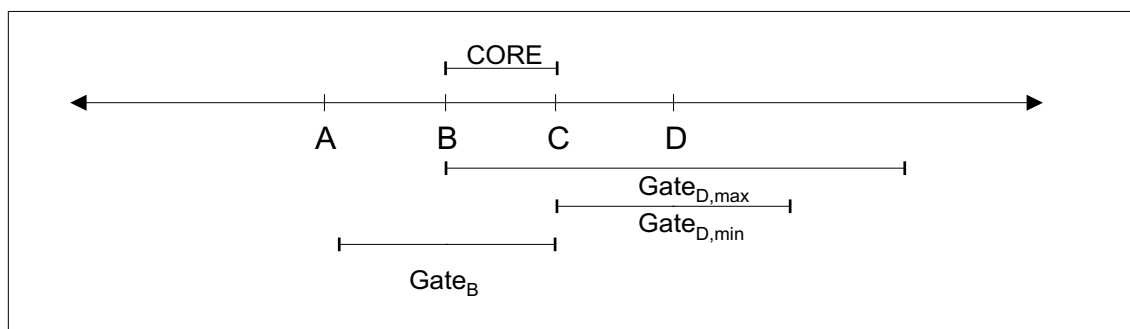 CORE
A B C D
Gate_D,max
Gate_D,min
Gate_B